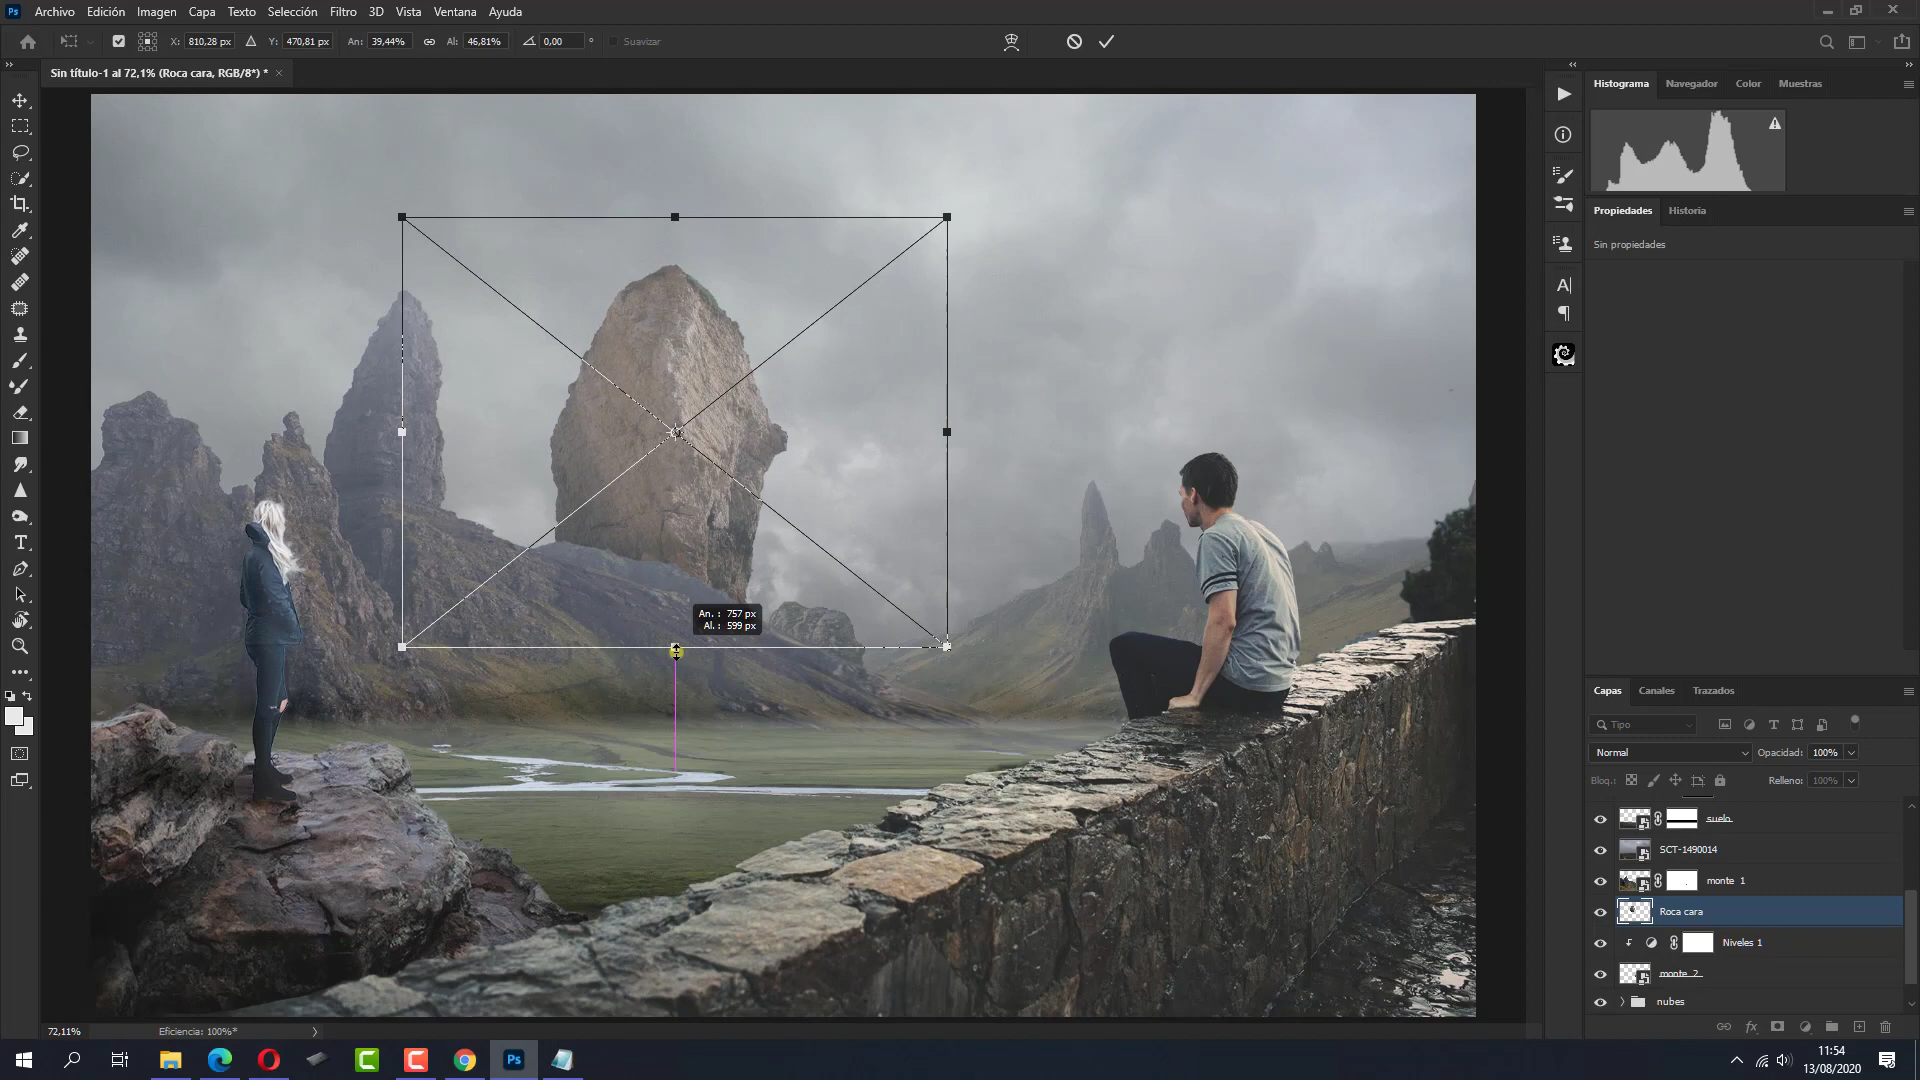 Ps Archivo Edición Imagen Capa Texto Selección Filtro 3D Vista Ventana Ayuda
X: 810,28 px Y: 470,81 px An: 39,44% Al: 46,81% 0,00 ° Suavizar
Sin título-1 al 72,1% (Roca cara, RGB/8*) * ×
Histograma Navegador Color Muestras
Propiedades Historia
Sin propiedades
An. : 757 px
Al. : 599 px
Capas Canales Trazados
Tipo
Normal Opacidad: 100%
Bloq.: Relleno: 100%
suelo
SCT-1490014
monte 1
Roca cara
Niveles 1
monte 2
nubes
fx
72,11% Eficiencia: 100%*
Ps
11:54
13/08/2020